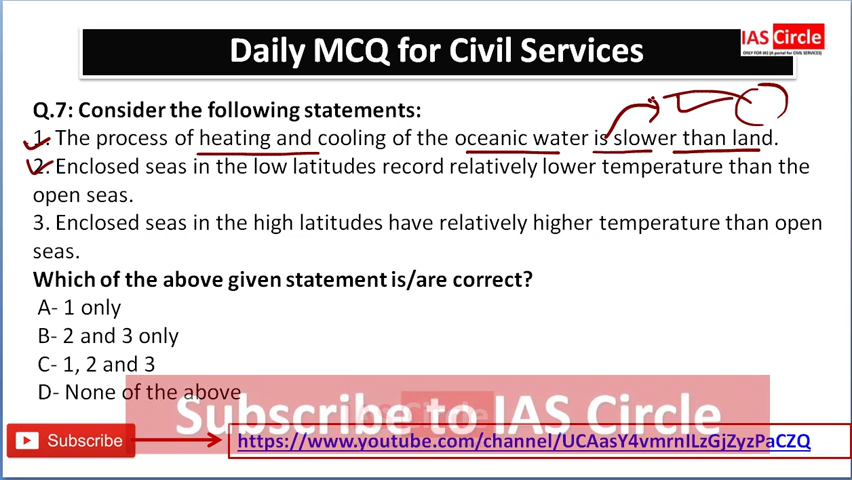 Daily MCQ for Civil Services
IAS Circle
ONLY FOR IAS (A portal for CIVIL SERVICES)
Q.7: Consider the following statements:
1. The process of heating and cooling of the oceanic water is slower than land.
2. Enclosed seas in the low latitudes record relatively lower temperature than the
open seas.
3. Enclosed seas in the high latitudes have relatively higher temperature than open
seas.
Which of the above given statement is/are correct?
A- 1 only
B- 2 and 3 only
C- 1, 2 and 3
D- None of the above
Subscribe to IAS Circle
IAS Circle
Subscribe
https://www.youtube.com/channel/UCAasY4vmrnILzGjZyzPaCZQ